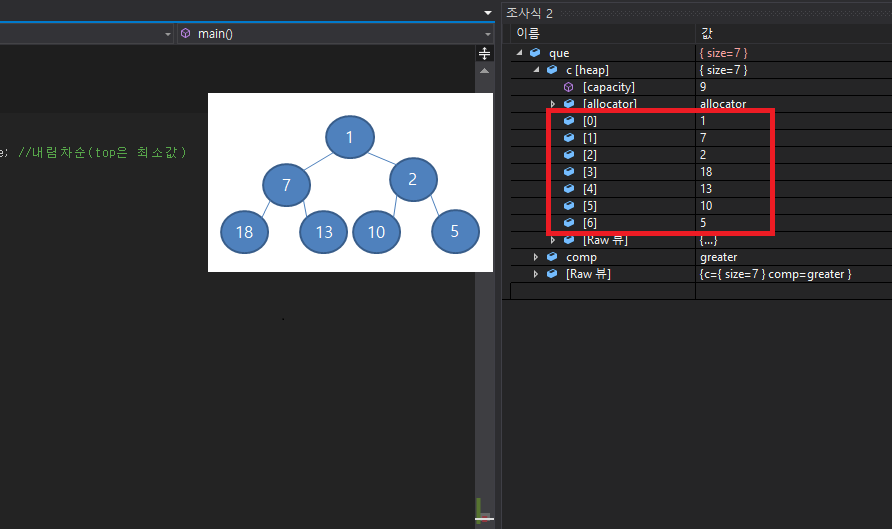 조사식 2
main()
이름 값
que { size=7 }
c [heap] { size=7 }
[capacity] 9
[allocator] allocator
[0] 1
[1] 7
[2] 2
[3] 18
[4] 13
[5] 10
[6] 5
[Raw 뷰] {...}
comp greater
[Raw 뷰] {c={ size=7 } comp=greater }
e; //내림차순(top은 최소값)
1
7 2
18 13 10 5